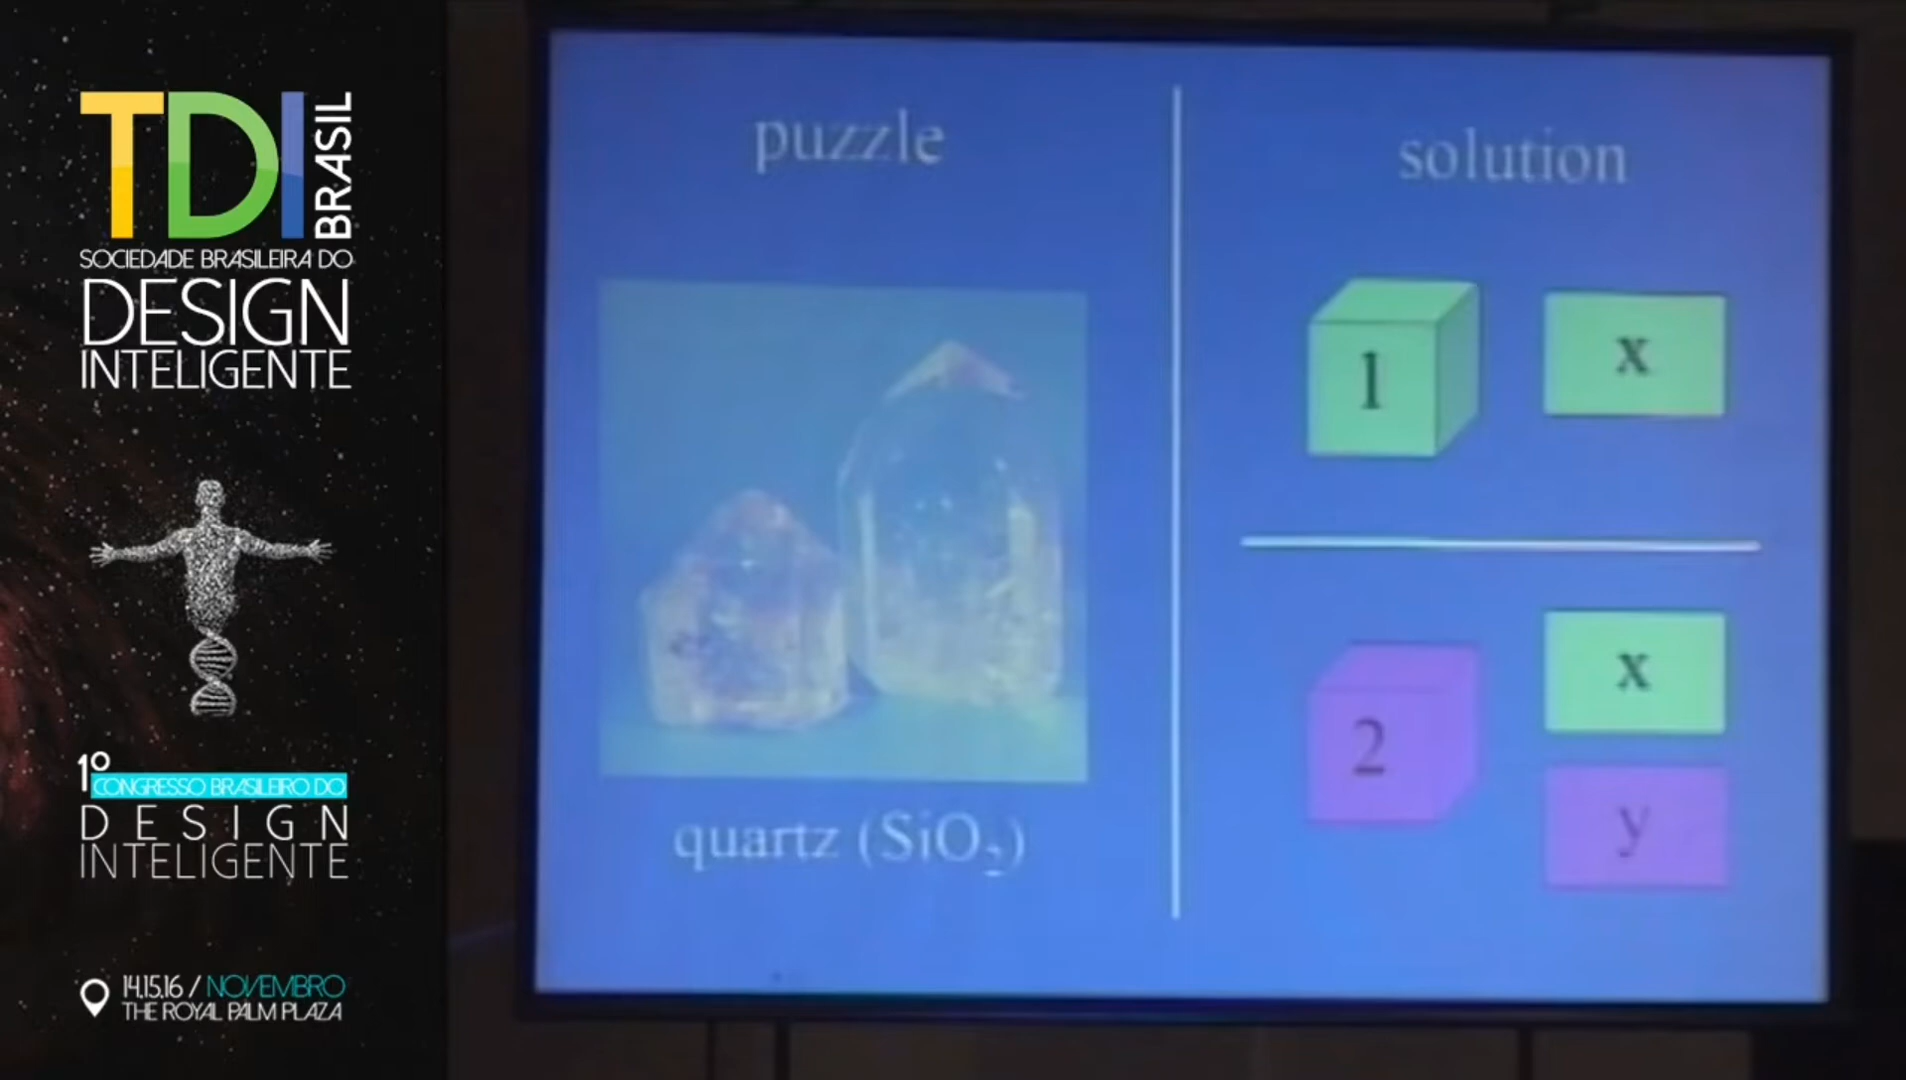 TDI BRASIL
SOCIEDADE BRASILEIRA DO
DESIGN
INTELIGENTE
1º CONGRESSO BRASILEIRO DO
DESIGN
INTELIGENTE
14.15.16 / NOVEMBRO
THE ROYAL PALM PLAZA
puzzle
quartz (SiO₂)
solution
1
x
2
x
y